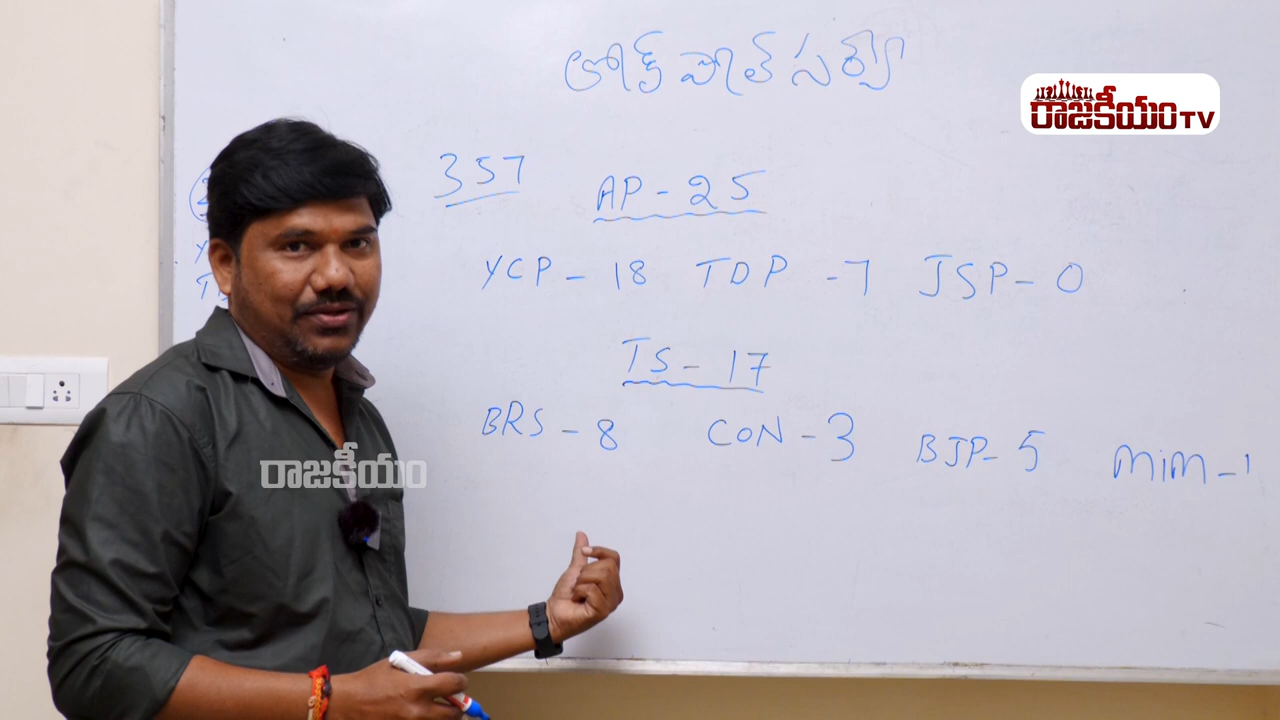 లోక్ పాల్ సర్వే
రాజకీయం TV
357
AP - 25
YCP - 18 TDP - 7 JSP - 0
TS - 17
BRS - 8 CON - 3 BJP - 5 MiM - 1
రాజకీయం